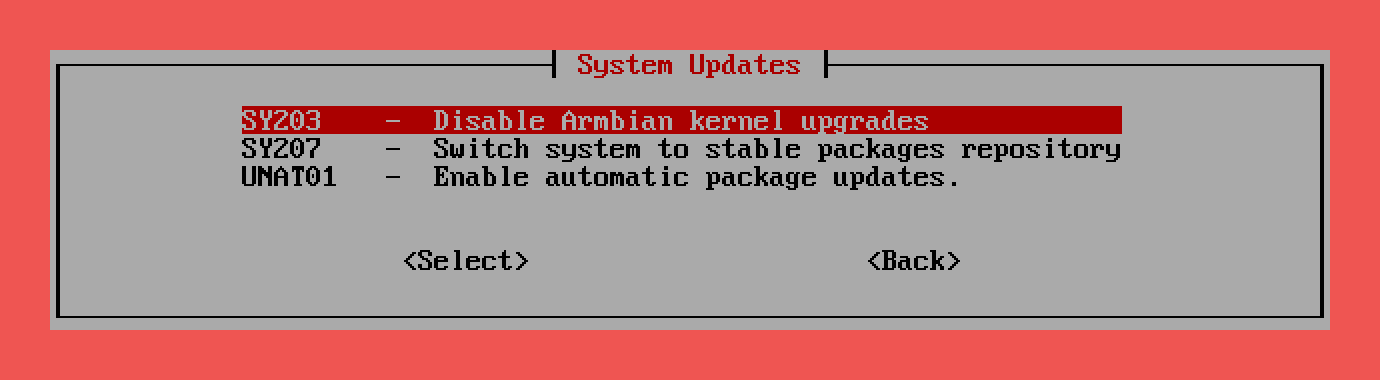 System Updates
SY203 - Disable Armbian kernel upgrades
SY207 - Switch system to stable packages repository
UNAT01 - Enable automatic package updates.
<Select> <Back>